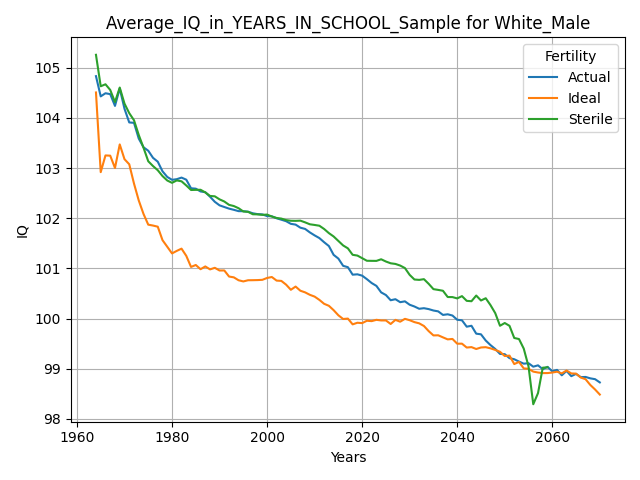 Average_IQ_in_YEARS_IN_SCHOOL_Sample for White_Male
Fertility
Actual
Ideal
Sterile
105
104
103
102
101
100
99
98
IQ
1960
1980
2000
2020
2040
2060
Years